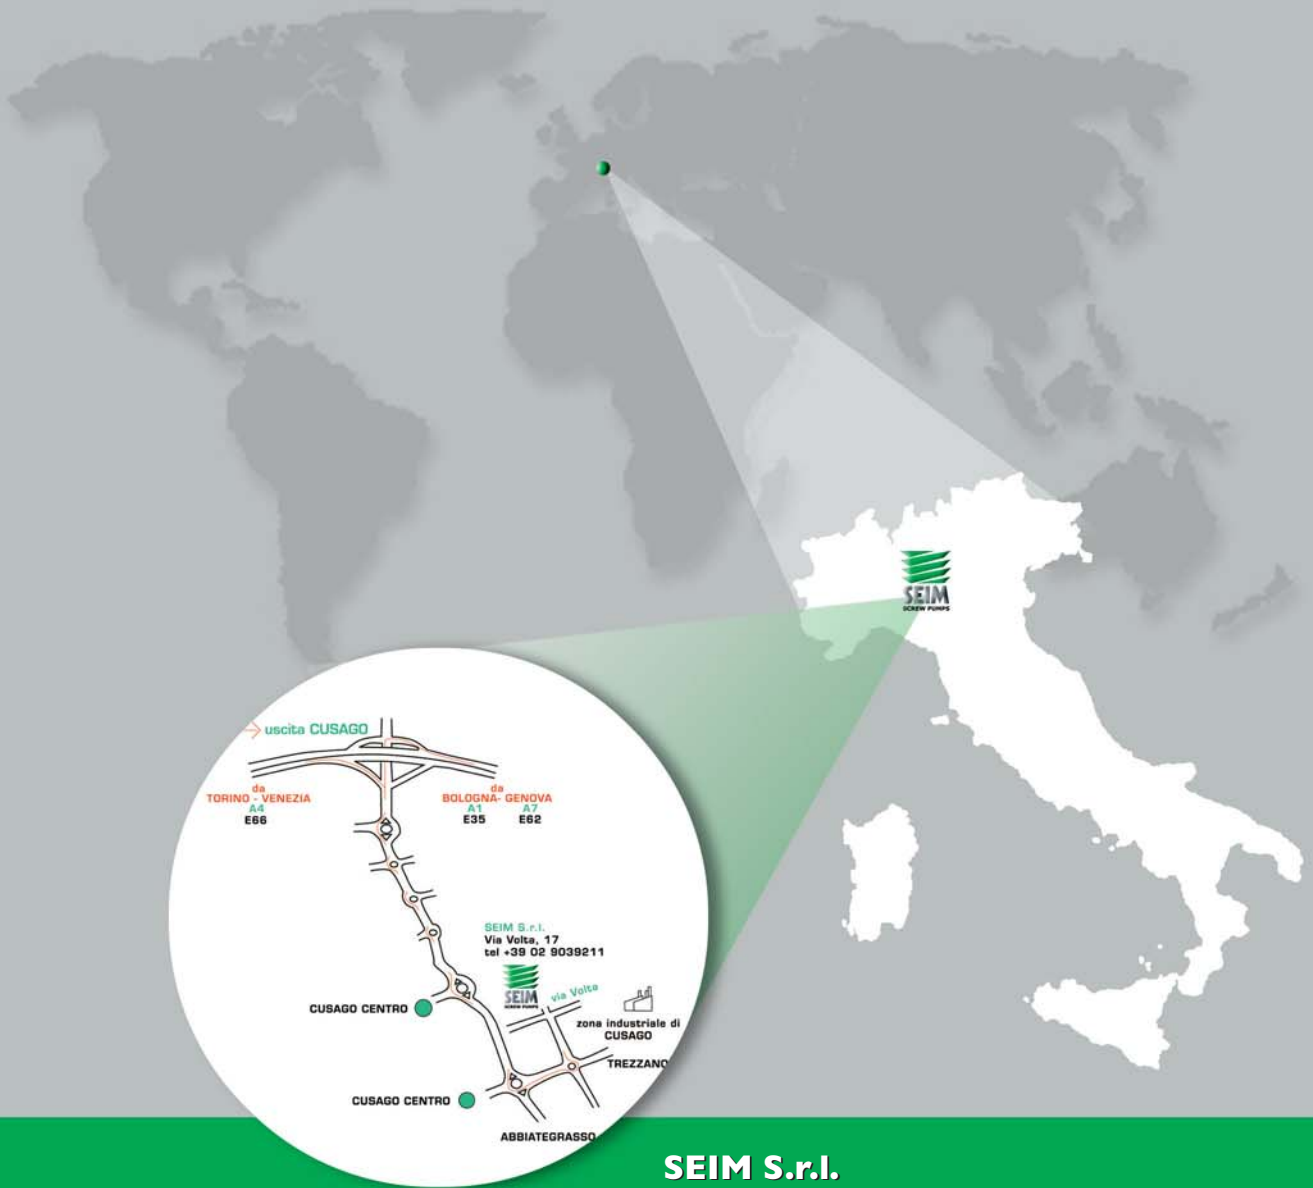 SEIM
SCREW PUMPS
uscita CUSAGO
da
TORINO - VENEZIA
A4
E66
da
BOLOGNA- GENOVA
A1 A7
E35 E62
SEIM S.r.l.
Via Volta, 17
tel +39 02 9039211
SEIM
SCREW PUMPS
via Volta
CUSAGO CENTRO
zona industriale di
CUSAGO
TREZZANO
CUSAGO CENTRO
ABBIATEGRASSO
SEIM S.r.l.